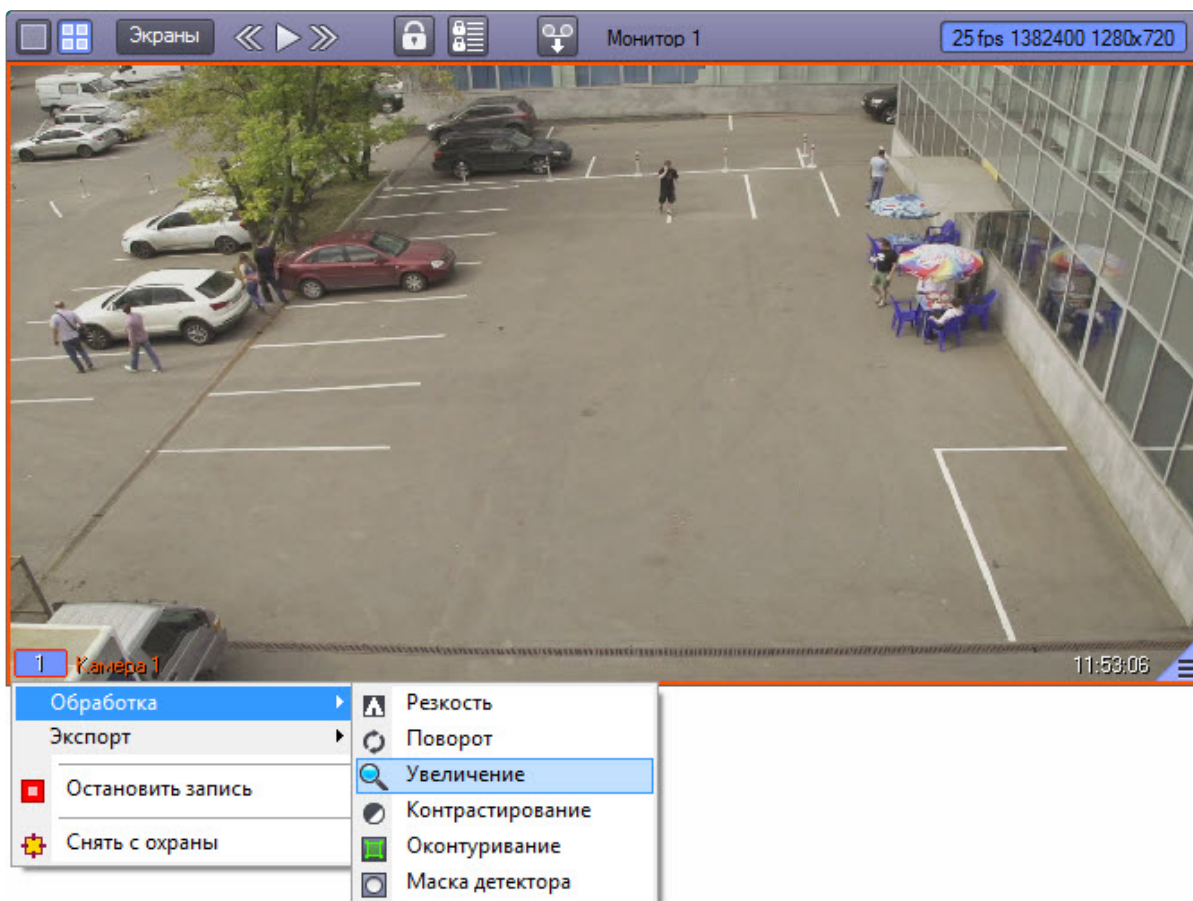 Экраны
Монитор 1
25 fps 1382400 1280x720
1 Камера 1
11:53:06
Обработка
Экспорт
Остановить запись
Снять с охраны
Резкость
Поворот
Увеличение
Контрастирование
Оконтуривание
Маска детектора